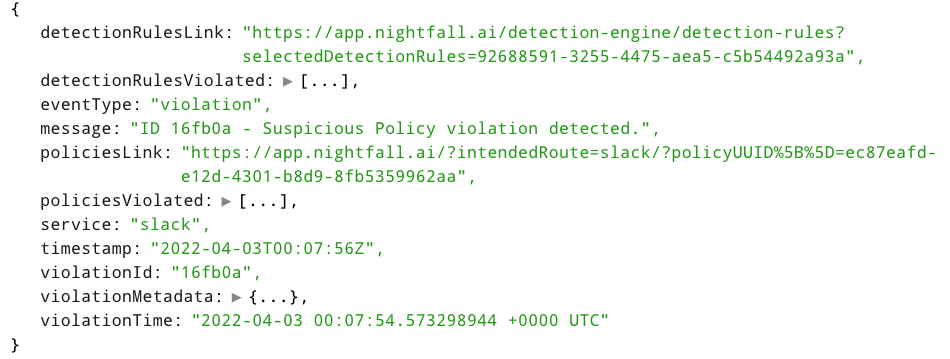 {
detectionRulesLink: "https://app.nightfall.ai/detection-engine/detection-rules?
selectedDetectionRules=92688591-3255-4475-aea5-c5b54492a93a",
detectionRulesViolated: ▶ [...],
eventType: "violation",
message: "ID 16fb0a - Suspicious Policy violation detected.",
policiesLink: "https://app.nightfall.ai/?intendedRoute=slack/?policyUUID%5B%5D=ec87eafd-
e12d-4301-b8d9-8fb5359962aa",
policiesViolated: ▶ [...],
service: "slack",
timestamp: "2022-04-03T00:07:56Z",
violationId: "16fb0a",
violationMetadata: ▶ {...},
violationTime: "2022-04-03 00:07:54.573298944 +0000 UTC"
}